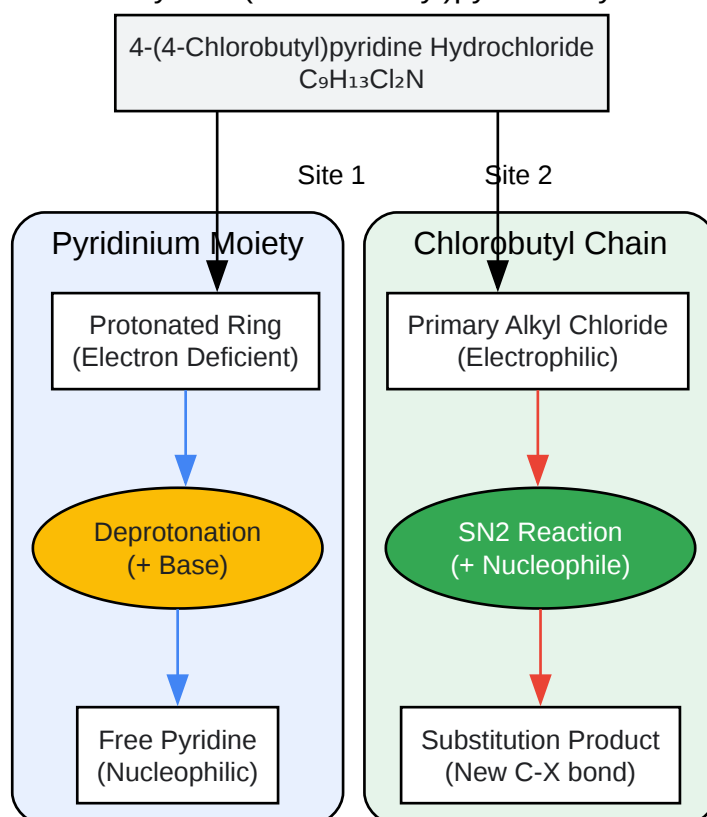 4-(4-Chlorobutyl)pyridine Hydrochloride
C₉H₁₃Cl₂N
Site 1
Site 2
Pyridinium Moiety
Chlorobutyl Chain
Protonated Ring
(Electron Deficient)
Primary Alkyl Chloride
(Electrophilic)
Deprotonation
(+ Base)
SN2 Reaction
(+ Nucleophile)
Free Pyridine
(Nucleophilic)
Substitution Product
(New C-X bond)